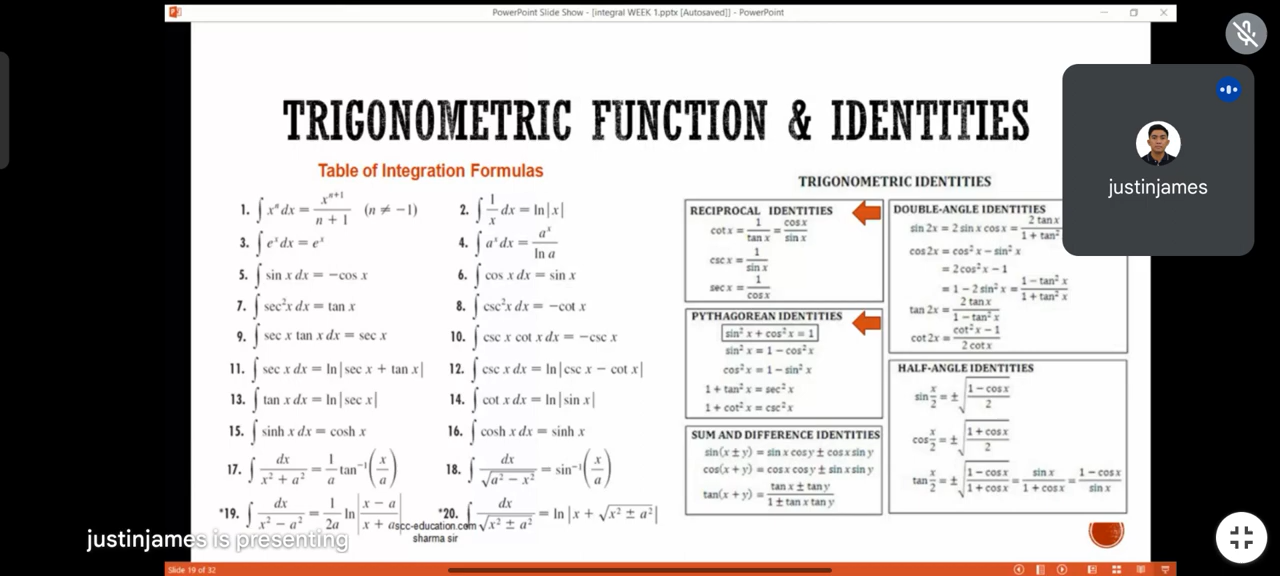 PowerPoint Slide Show - [integral WEEK 1.pptx [Autosaved]] - PowerPoint
TRIGONOMETRIC FUNCTION & IDENTITIES
Table of Integration Formulas
1. ∫ xⁿ dx = xⁿ⁺¹/(n + 1) (n ≠ −1)
2. ∫ 1/x dx = ln|x|
3. ∫ eˣ dx = eˣ
4. ∫ aˣ dx = aˣ/ln a
5. ∫ sin x dx = −cos x
6. ∫ cos x dx = sin x
7. ∫ sec²x dx = tan x
8. ∫ csc²x dx = −cot x
9. ∫ sec x tan x dx = sec x
10. ∫ csc x cot x dx = −csc x
11. ∫ sec x dx = ln|sec x + tan x|
12. ∫ csc x dx = ln|csc x − cot x|
13. ∫ tan x dx = ln|sec x|
14. ∫ cot x dx = ln|sin x|
15. ∫ sinh x dx = cosh x
16. ∫ cosh x dx = sinh x
17. ∫ dx/(x² + a²) = 1/a tan⁻¹(x/a)
18. ∫ dx/√(a² − x²) = sin⁻¹(x/a)
*19. ∫ dx/(x² − a²) = 1/2a ln|(x − a)/(x + a)|
*20. ∫ dx/√(x² ± a²) = ln|x + √(x² ± a²)|
scc-education.com
sharma sir
TRIGONOMETRIC IDENTITIES
RECIPROCAL IDENTITIES
cot x = 1/tan x = cos x/sin x
csc x = 1/sin x
sec x = 1/cos x
PYTHAGOREAN IDENTITIES
sin² x + cos² x = 1
sin² x = 1 − cos² x
cos² x = 1 − sin² x
1 + tan² x = sec² x
1 + cot² x = csc² x
SUM AND DIFFERENCE IDENTITIES
sin(x ± y) = sin x cos y ± cos x sin y
cos(x + y) = cos x cos y ± sin x sin y
tan(x + y) = (tan x ± tan y)/(1 ± tan x tan y)
DOUBLE-ANGLE IDENTITIES
sin 2x = 2 sin x cos x = 2 tan x/1 + tan²
cos 2x = cos² x − sin² x
= 2 cos² x − 1
= 1 − 2 sin² x = (1 − tan² x)/(1 + tan² x)
tan 2x = 2 tan x/(1 − tan² x)
cot 2x = (cot² x − 1)/(2 cot x)
HALF-ANGLE IDENTITIES
sin x/2 = ± √((1 − cos x)/2)
cos x/2 = ± √((1 + cos x)/2)
tan x/2 = ± √((1 − cos x)/(1 + cos x)) = sin x/(1 + cos x) = (1 − cos x)/sin x
justinjames
justinjames is presenting
Slide 19 of 32